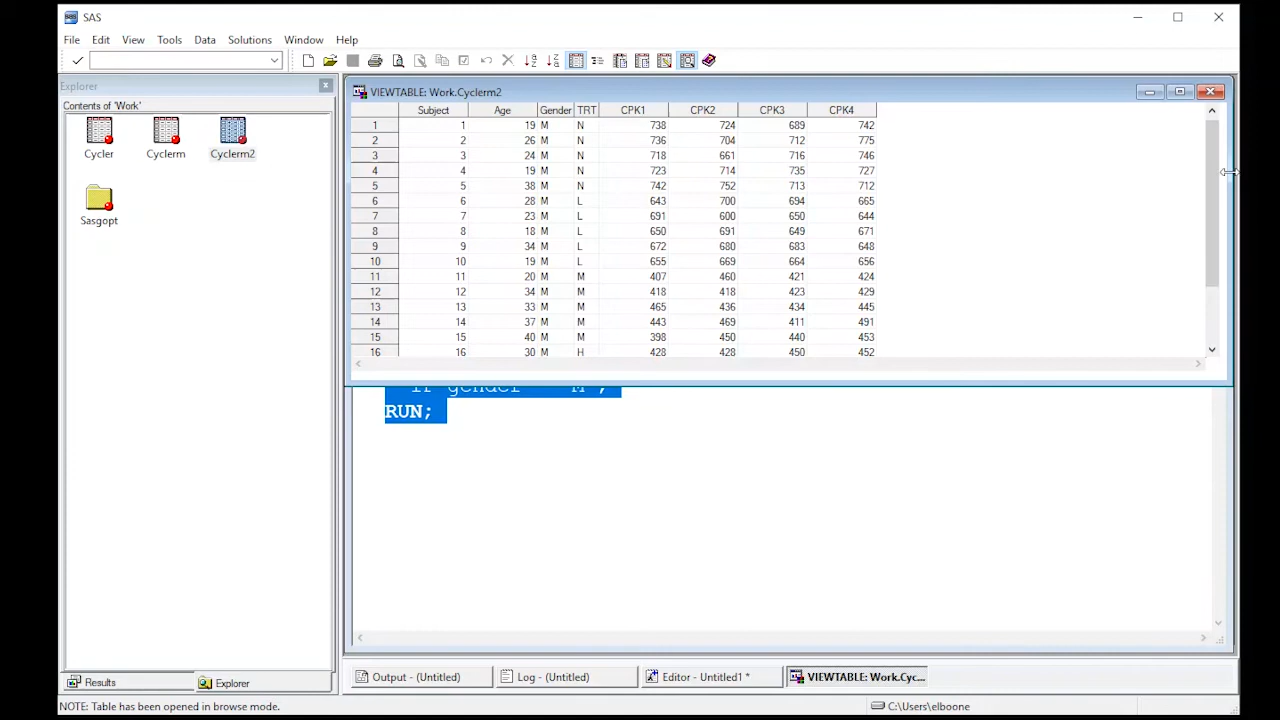 SAS
File Edit View Tools Data Solutions Window Help
Explorer
Contents of 'Work'
Cycler Cyclerm Cyclerm2
Sasgopt
VIEWTABLE: Work.Cyclerm2
Subject Age Gender TRT CPK1 CPK2 CPK3 CPK4
1 1 19 M N 738 724 689 742
2 2 26 M N 736 704 712 775
3 3 24 M N 718 661 716 746
4 4 19 M N 723 714 735 727
5 5 38 M N 742 752 713 712
6 6 28 M L 643 700 694 665
7 7 23 M L 691 600 650 644
8 8 18 M L 650 691 649 671
9 9 34 M L 672 680 683 648
10 10 19 M L 655 669 664 656
11 11 20 M M 407 460 421 424
12 12 34 M M 418 418 423 429
13 13 33 M M 465 436 434 445
14 14 37 M M 443 469 411 491
15 15 40 M M 398 450 440 453
16 16 30 M H 428 428 450 452
gender
RUN;
Results Explorer
Output - (Untitled) Log - (Untitled) Editor - Untitled1 * VIEWTABLE: Work.Cyc...
NOTE: Table has been opened in browse mode. C:\Users\elboone